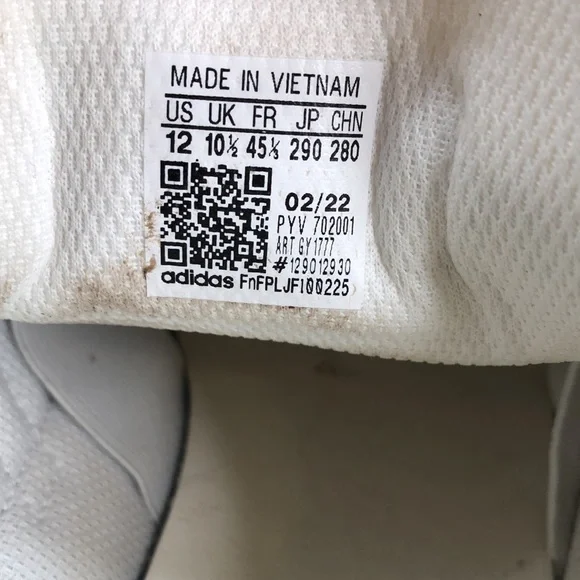 MADE IN VIETNAM
US UK FR JP CHN
12 10½ 45⅓ 290 280
02/22
PYV 702001
ART GY1777
#129012930
adidas FnFPLJFI00225